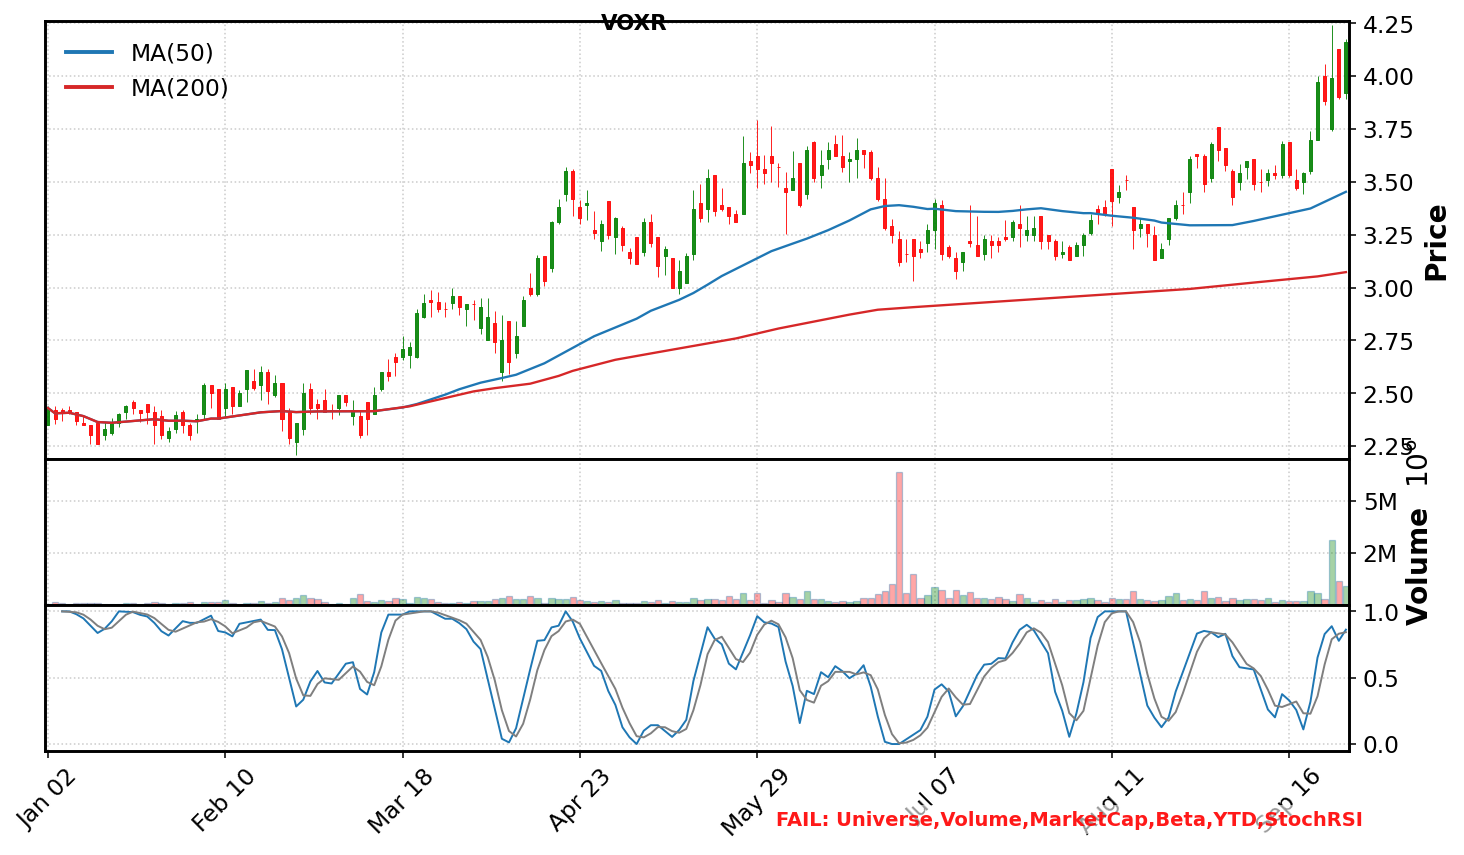 VOXR
MA(50)
MA(200)
4.25
4.00
3.75
3.50
3.25
3.00
2.75
2.50
2.25
Price
10⁶
5M
2M
Volume
1.0
0.5
0.0
Jan 02
Feb 10
Mar 18
Apr 23
May 29
Jul 07
Aug 11
Sep 16
FAIL: Universe,Volume,MarketCap,Beta,YTD,StochRSI